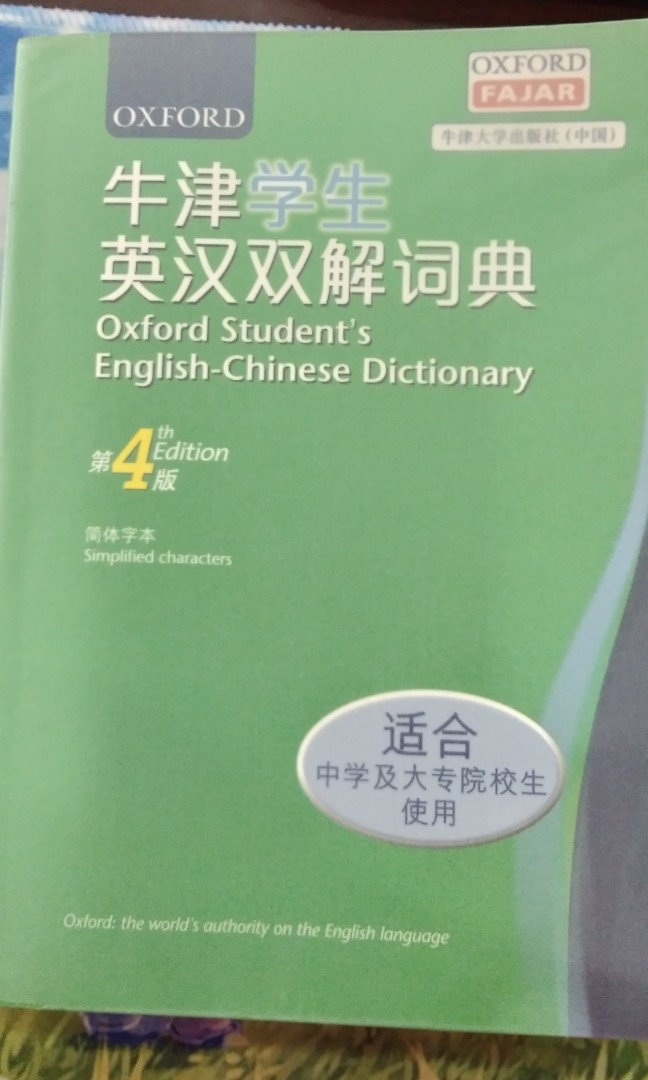 OXFORD
OXFORD
FAJAR
牛津大学出版社（中国）
牛津学生
英汉双解词典
Oxford Student's
English-Chinese Dictionary
第4th Edition版
简体字本
Simplified characters
适合
中学及大专院校生
使用
Oxford: the world's authority on the English language